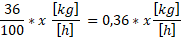 36/100 * x [kg]/[h] = 0,36 * x [kg]/[h]